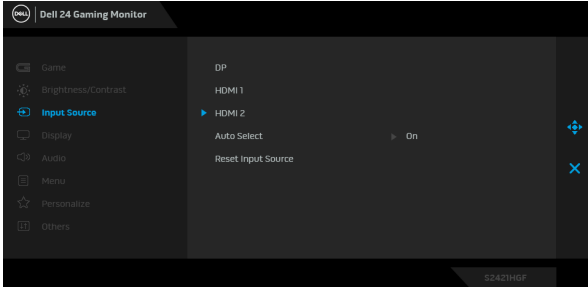 DELL
Dell 24 Gaming Monitor
Game
Brightness/Contrast
Input Source
Display
Audio
Menu
Personalize
Others
DP
HDMI 1
HDMI 2
Auto Select On
Reset Input Source
S2421HGF